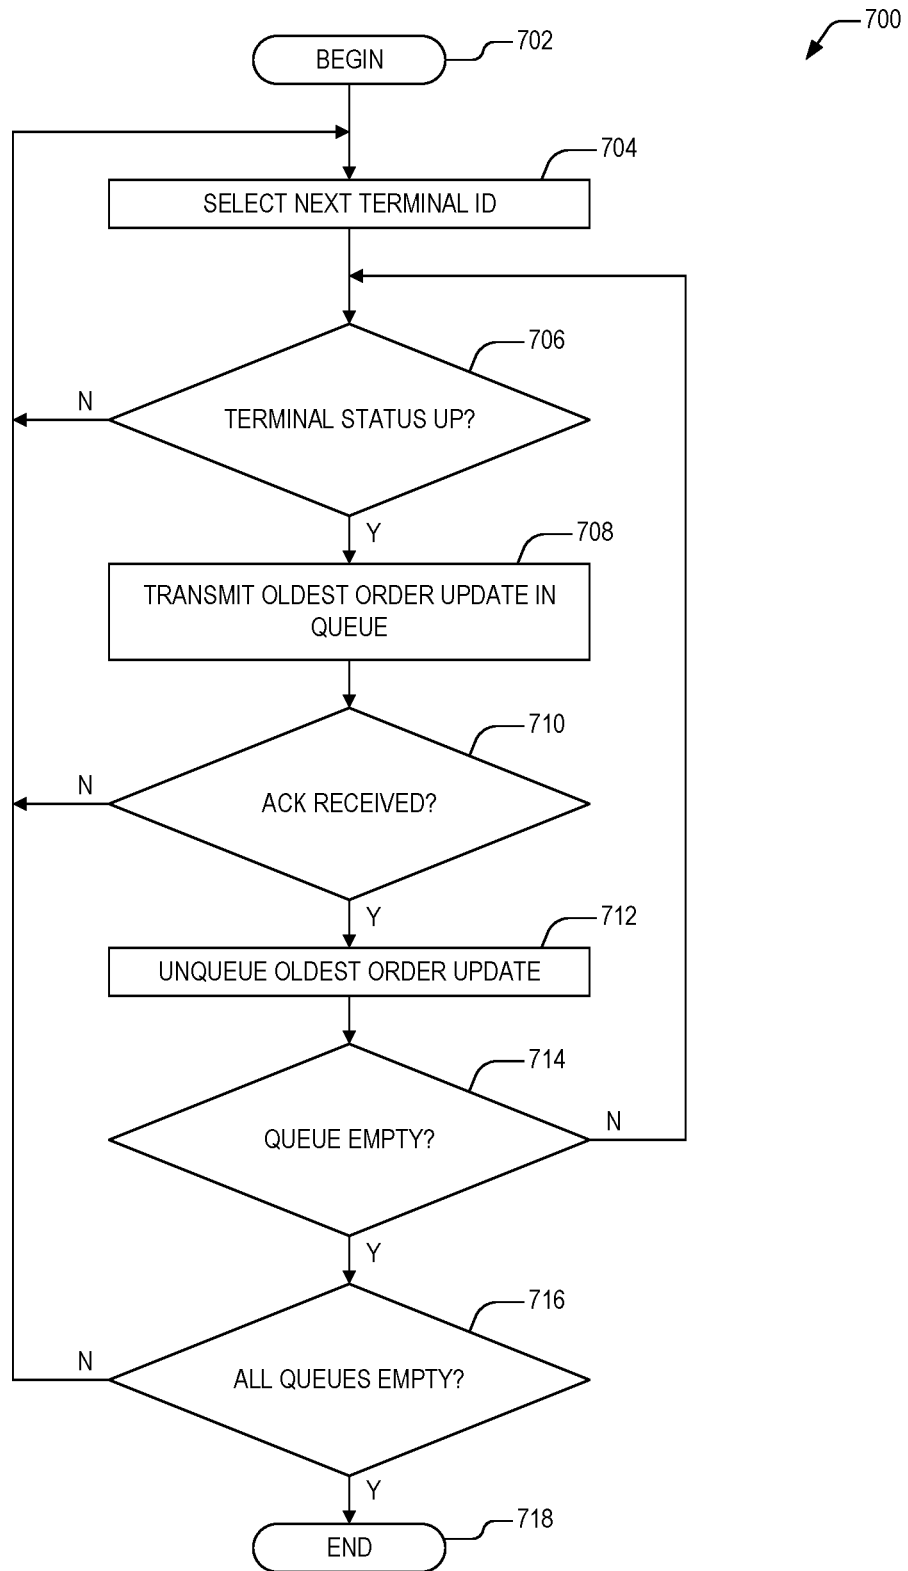 700
BEGIN
702
704
SELECT NEXT TERMINAL ID
706
TERMINAL STATUS UP?
N
Y
708
TRANSMIT OLDEST ORDER UPDATE IN
QUEUE
710
ACK RECEIVED?
N
Y
712
UNQUEUE OLDEST ORDER UPDATE
714
QUEUE EMPTY?
N
Y
716
ALL QUEUES EMPTY?
N
Y
718
END